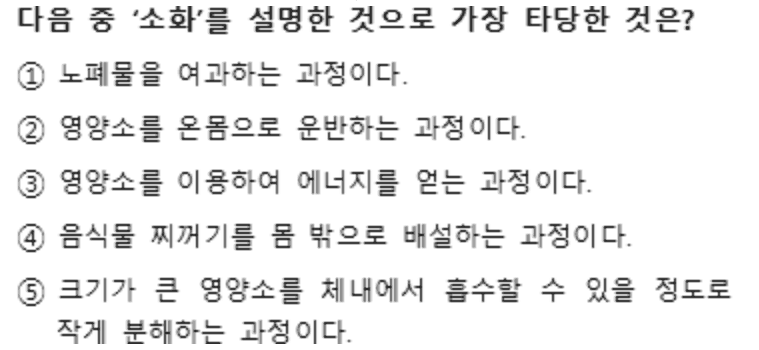 다음 중 ‘소화’를 설명한 것으로 가장 타당한 것은?
① 노폐물을 여과하는 과정이다.
② 영양소를 온몸으로 운반하는 과정이다.
③ 영양소를 이용하여 에너지를 얻는 과정이다.
④ 음식물 찌꺼기를 몸 밖으로 배설하는 과정이다.
⑤ 크기가 큰 영양소를 체내에서 흡수할 수 있을 정도로
작게 분해하는 과정이다.